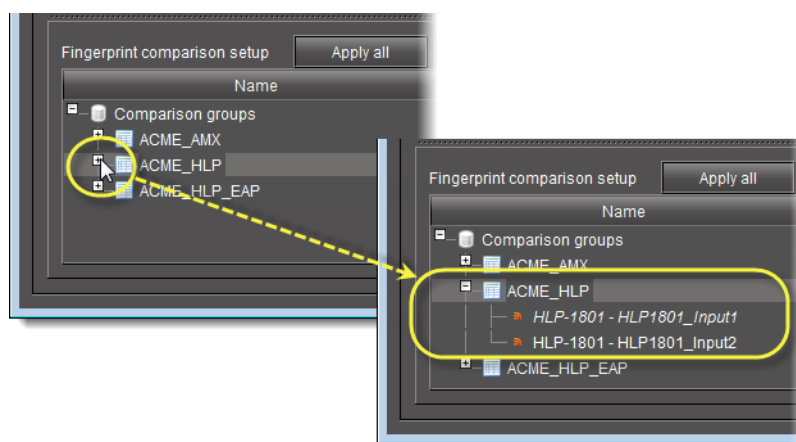 Fingerprint comparison setup Apply all
Name
Comparison groups
ACME_AMX
ACME_HLP
ACME_HLP_EAP
Fingerprint comparison setup Apply all
Name
Comparison groups
ACME_AMX
ACME_HLP
HLP-1801 - HLP1801_Input1
HLP-1801 - HLP1801_Input2
ACME_HLP_EAP